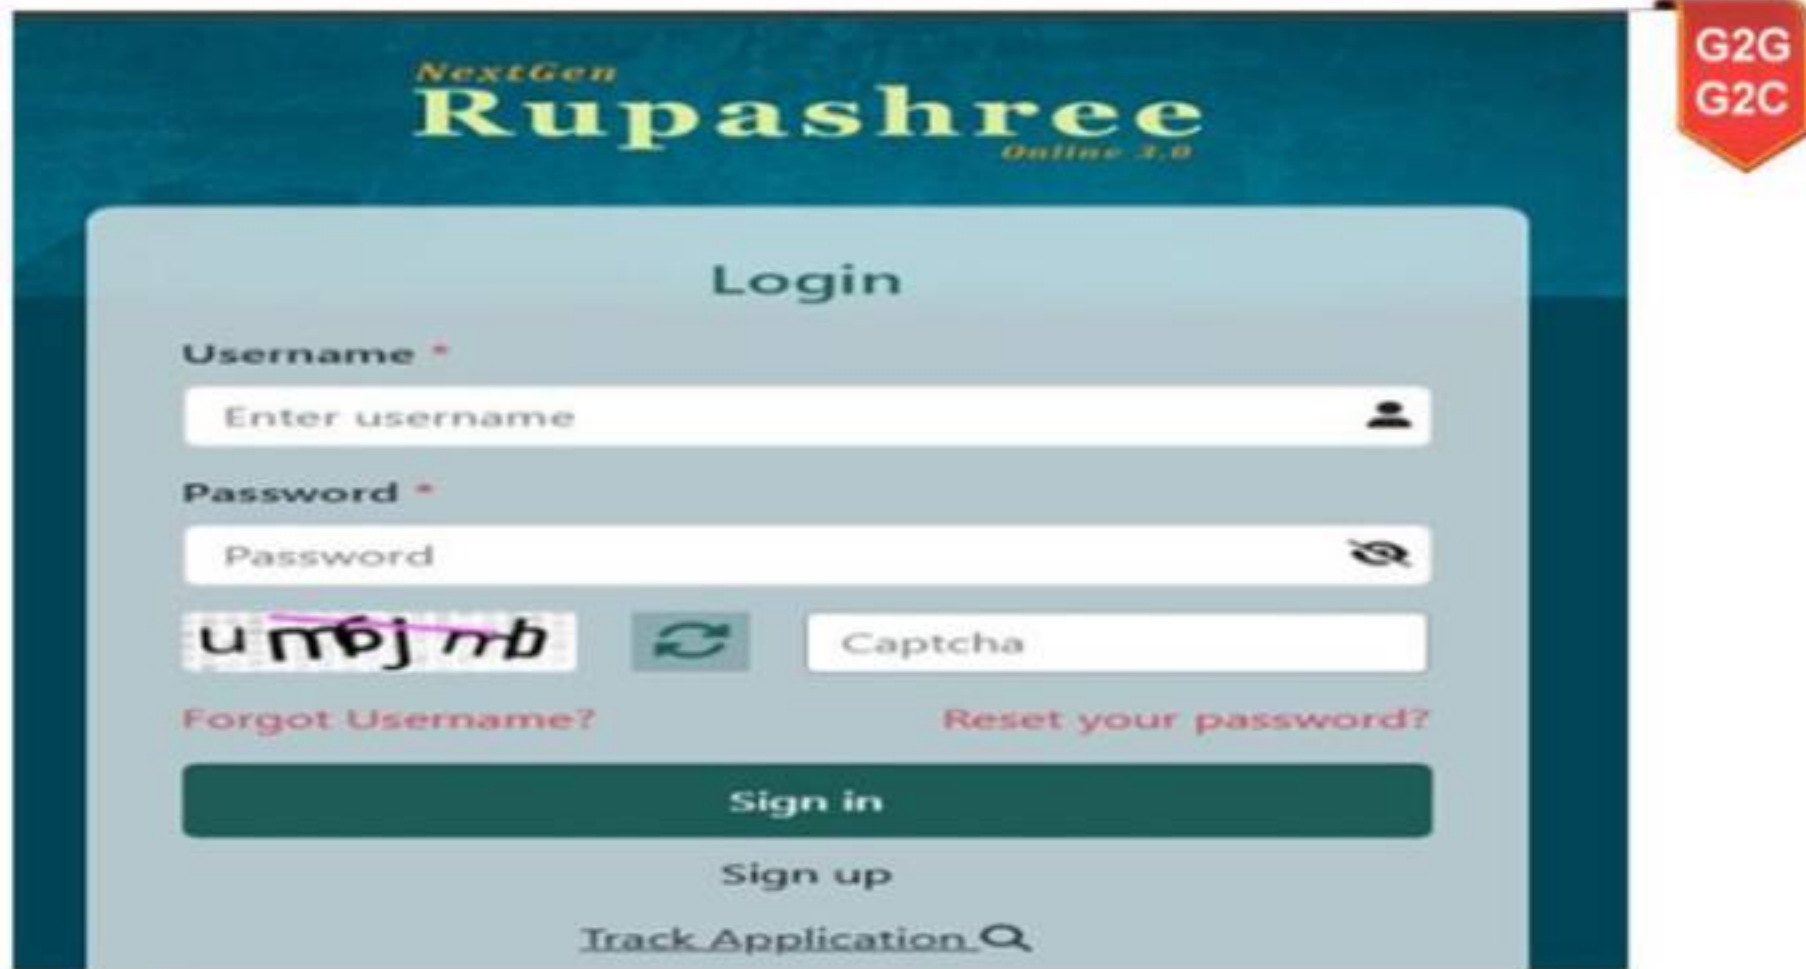 NextGen
Rupashree
Online 3.0
G2G
G2C
Login
Username *
Enter username
Password *
Password
Captcha
Forgot Username?
Reset your password?
Sign in
Sign up
Track Application